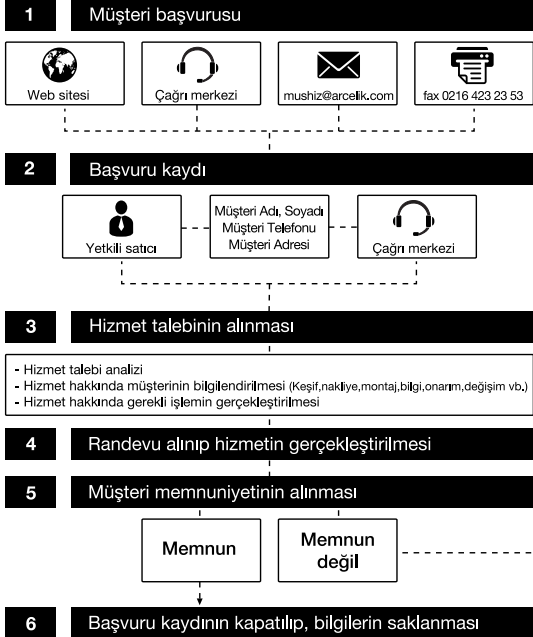 1 Müşteri başvurusu
Web sitesi
Çağrı merkezi
mushiz@arcelik.com
fax 0216 423 23 53
2 Başvuru kaydı
Yetkili satıcı
Müşteri Adı, Soyadı
Müşteri Telefonu
Müşteri Adresi
Çağrı merkezi
3 Hizmet talebinin alınması
- Hizmet talebi analizi
- Hizmet hakkında müşterinin bilgilendirilmesi (Keşif,nakliye,montaj,bilgi,onarım,değişim vb.)
- Hizmet hakkında gerekli işlemin gerçekleştirilmesi
4 Randevu alınıp hizmetin gerçekleştirilmesi
5 Müşteri memnuniyetinin alınması
Memnun
Memnun
değil
6 Başvuru kaydının kapatılıp, bilgilerin saklanması